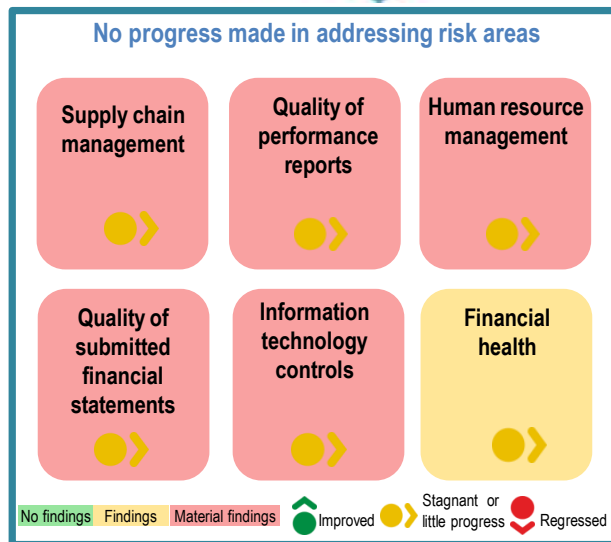 No progress made in addressing risk areas
Supply chain
management
Quality of
performance
reports
Human resource
management
Quality of
submitted
financial
statements
Information
technology
controls
Financial
health
No findings
Findings
Material findings
Improved
Stagnant or
little progress
Regressed